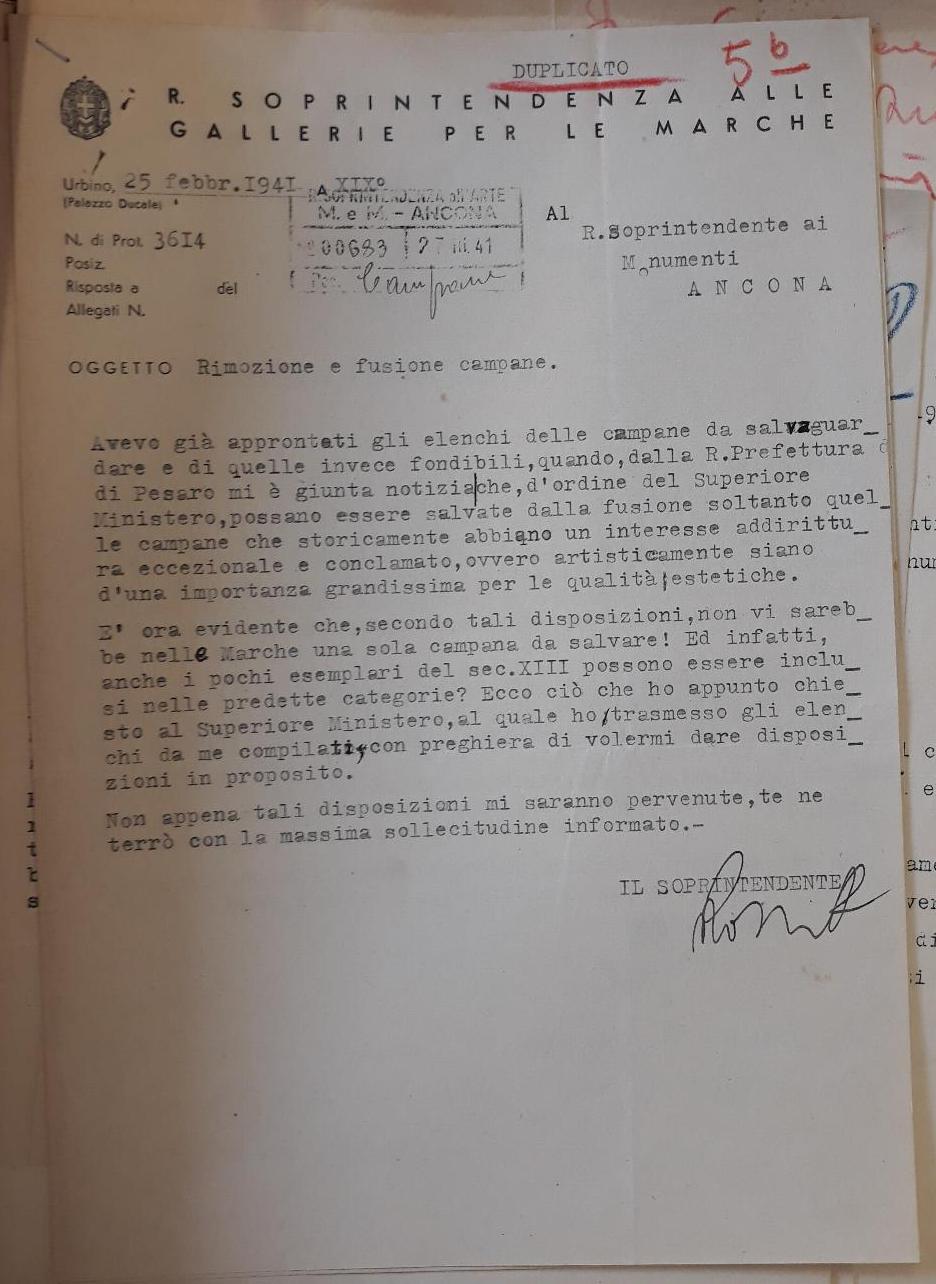 DUPLICATO
5 b
R. SOPRINTENDENZA ALLE
GALLERIE PER LE MARCHE
Urbino, 25 febbr. I94I A. XIXº
(Palazzo Ducale)
R. SOPRINTENDENZA all'ARTE
M. e M. - ANCONA
000683 27 III. 41
N. di Prot. 36I4
Posiz.
Risposta a del
Allegati N.
Al
R.Soprintendente ai
Monumenti
ANCONA
OGGETTO Rimozione e fusione campane.
Avevo già approntati gli elenchi delle campane da salvaguar_
dare e di quelle invece fondibili,quando,dalla R.Prefettura d
di Pesaro mi è giunta notizia che,d'ordine del Superiore
Ministero,possano essere salvate dalla fusione soltanto quel_
le campane che storicamente abbiano un interesse addirittu_
ra eccezionale e conclamato,ovvero artisticamente siano
d'una importanza grandissima per le qualità estetiche.
E' ora evidente che,secondo tali disposizioni,non vi sareb_
be nelle Marche una sola campana da salvare! Ed infatti,
anche i pochi esemplari del sec.XIII possono essere inclu_
si nelle predette categorie? Ecco ciò che ho appunto chie_
sto al Superiore Ministero,al quale ho/trasmesso gli elen_
chi da me compilati,con preghiera di volermi dare disposi_
zioni in proposito.
Non appena tali disposizioni mi saranno pervenute,te ne
terrò con la massima sollecitudine informato.-
IL SOPRINTENDENTE